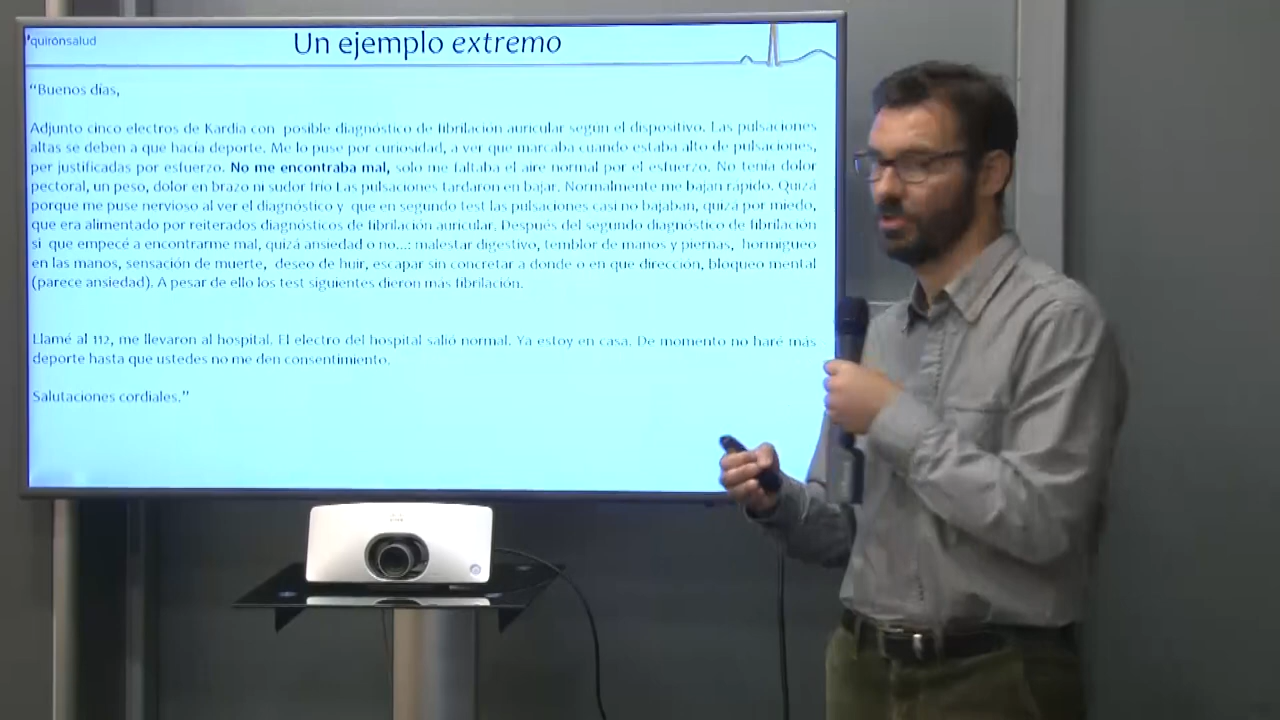 quirónsalud
Un ejemplo extremo
“Buenos días,
Adjunto cinco electros de Kardia con posible diagnóstico de fibrilación auricular según el dispositivo. Las pulsaciones
altas se deben a que hacía deporte. Me lo puse por curiosidad, a ver que marcaba cuando estaba alto de pulsaciones,
per justificadas por esfuerzo. No me encontraba mal, solo me faltaba el aire normal por el esfuerzo. No tenía dolor
pectoral, un peso, dolor en brazo ni sudor frío Las pulsaciones tardaron en bajar. Normalmente me bajan rápido. Quizá
porque me puse nervioso al ver el diagnóstico y que en segundo test las pulsaciones casi no bajaban, quizá por miedo,
que era alimentado por reiterados diagnósticos de fibrilación auricular. Después del segundo diagnóstico de fibrilación
si que empecé a encontrarme mal, quizá ansiedad o no...: malestar digestivo, temblor de manos y piernas, hormigueo
en las manos, sensación de muerte, deseo de huir, escapar sin concretar a donde o en que dirección, bloqueo mental
(parece ansiedad). A pesar de ello los test siguientes dieron más fibrilación.
Llamé al 112, me llevaron al hospital. El electro del hospital salió normal. Ya estoy en casa. De momento no haré más
deporte hasta que ustedes no me den consentimiento.
Salutaciones cordiales.”